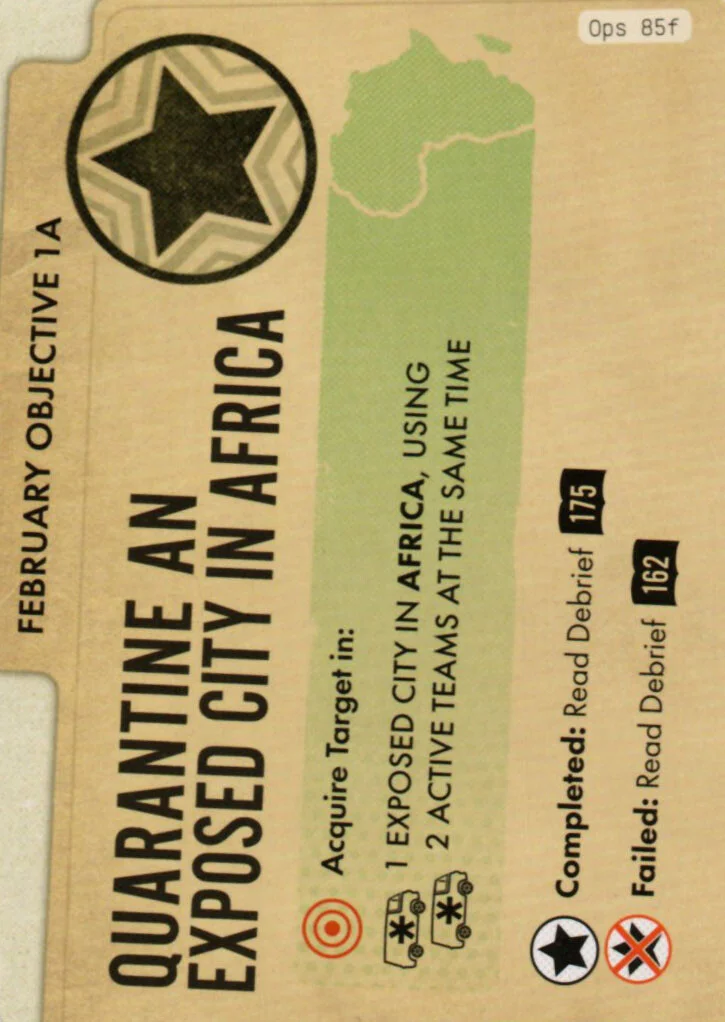 FEBRUARY OBJECTIVE 1A
QUARANTINE AN
EXPOSED CITY IN AFRICA
Acquire Target in:
1 EXPOSED CITY IN AFRICA, USING
2 ACTIVE TEAMS AT THE SAME TIME
Completed: Read Debrief 175
Failed: Read Debrief 162
Ops 85f